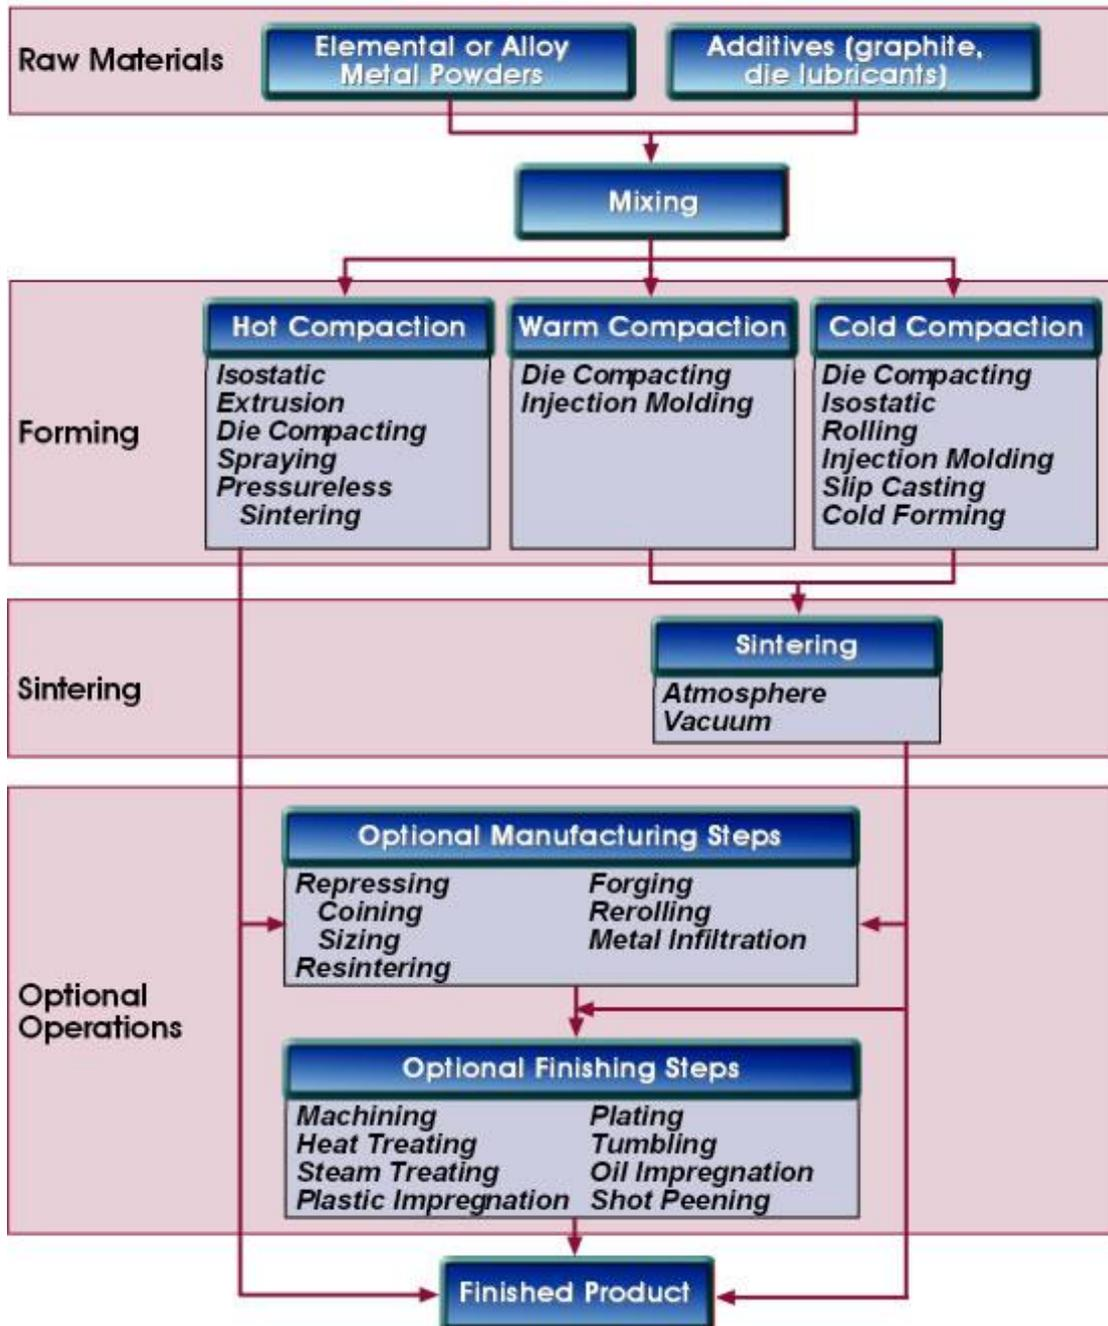 Raw Materials
Elemental or Alloy
Metal Powders
Additives (graphite,
die lubricants)
Mixing
Forming
Hot Compaction
Isostatic
Extrusion
Die Compacting
Spraying
Pressureless
Sintering
Warm Compaction
Die Compacting
Injection Molding
Cold Compaction
Die Compacting
Isostatic
Rolling
Injection Molding
Slip Casting
Cold Forming
Sintering
Sintering
Atmosphere
Vacuum
Optional
Operations
Optional Manufacturing Steps
Repressing
Coining
Sizing
Resintering
Forging
Rerolling
Metal Infiltration
Optional Finishing Steps
Machining
Heat Treating
Steam Treating
Plastic Impregnation
Plating
Tumbling
Oil Impregnation
Shot Peening
Finished Product